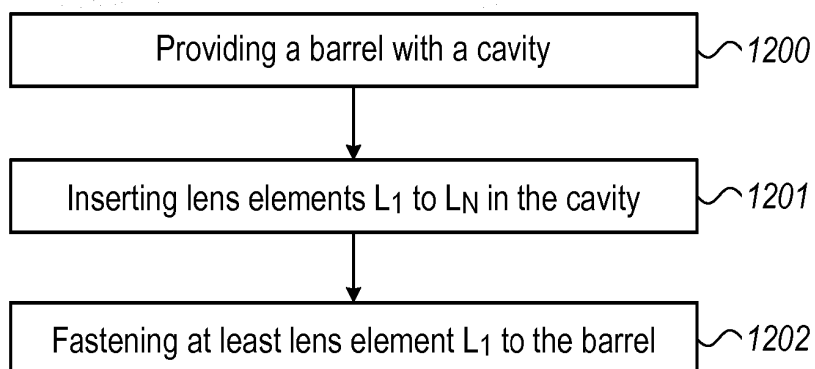 Providing a barrel with a cavity 1200
Inserting lens elements L1 to LN in the cavity 1201
Fastening at least lens element L1 to the barrel 1202